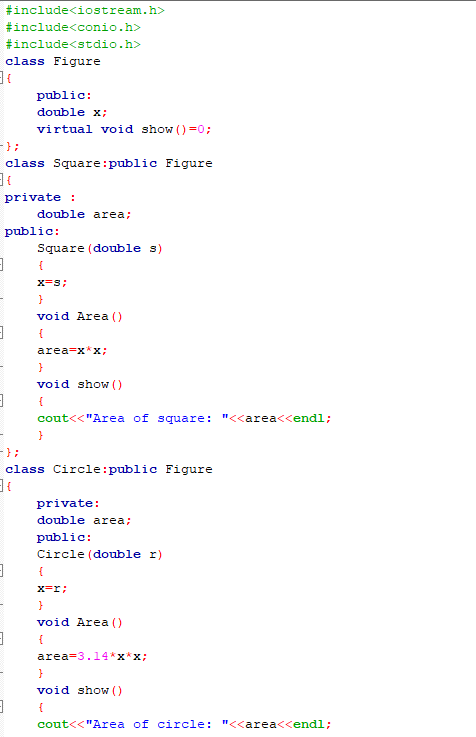 #include<iostream.h>
#include<conio.h>
#include<stdio.h>
class Figure
{
    public:
    double x;
    virtual void show()=0;
};
class Square:public Figure
{
private :
    double area;
public:
    Square(double s)
    {
    x=s;
    }
    void Area()
    {
    area=x*x;
    }
    void show()
    {
    cout<<"Area of square: "<<area<<endl;
    }
};
class Circle:public Figure
{
    private:
    double area;
    public:
    Circle(double r)
    {
    x=r;
    }
    void Area()
    {
    area=3.14*x*x;
    }
    void show()
    {
    cout<<"Area of circle: "<<area<<endl;